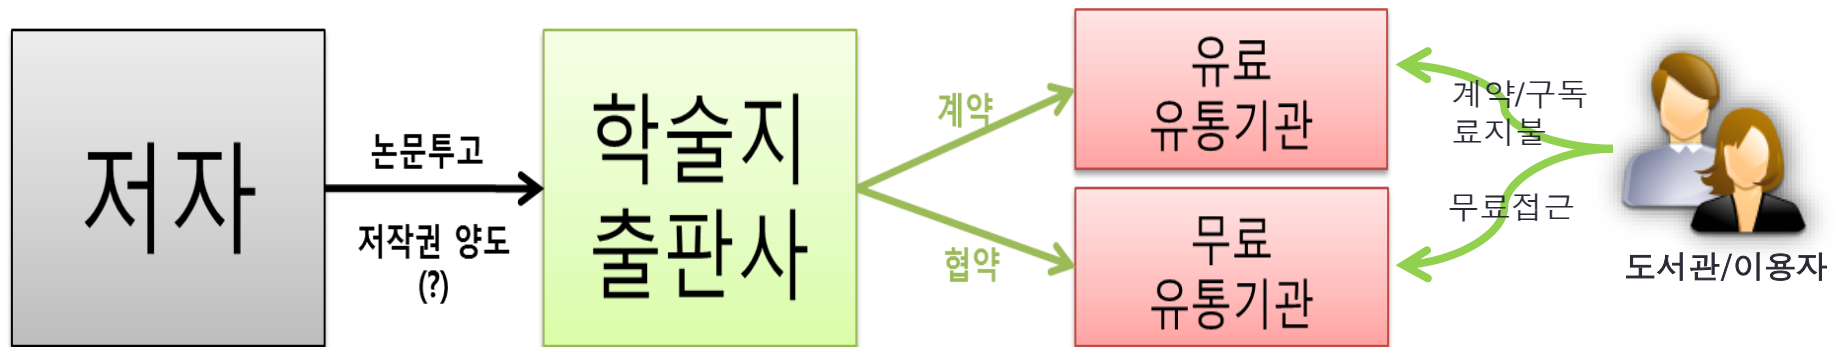 저자
논문투고
저작권 양도
(?)
학술지
출판사
계약
협약
유료
유통기관
무료
유통기관
계약/구독
료지불
무료접근
도서관/이용자